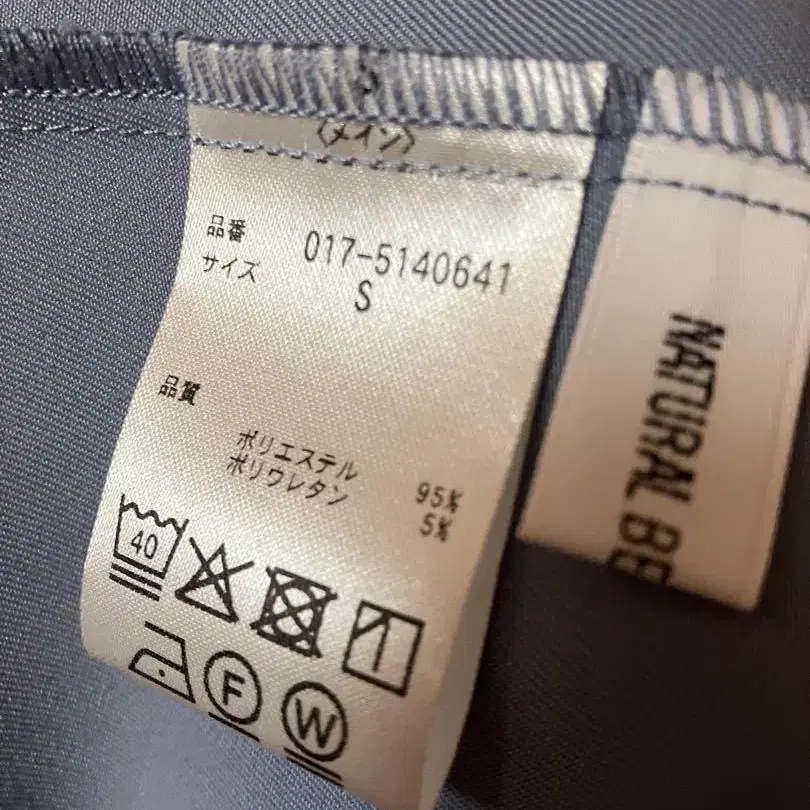 〈メイン〉
品番 017-5140641
サイズ S
品質
ポリエステル 95%
ポリウレタン 5%
40
F W
NATURAL BE